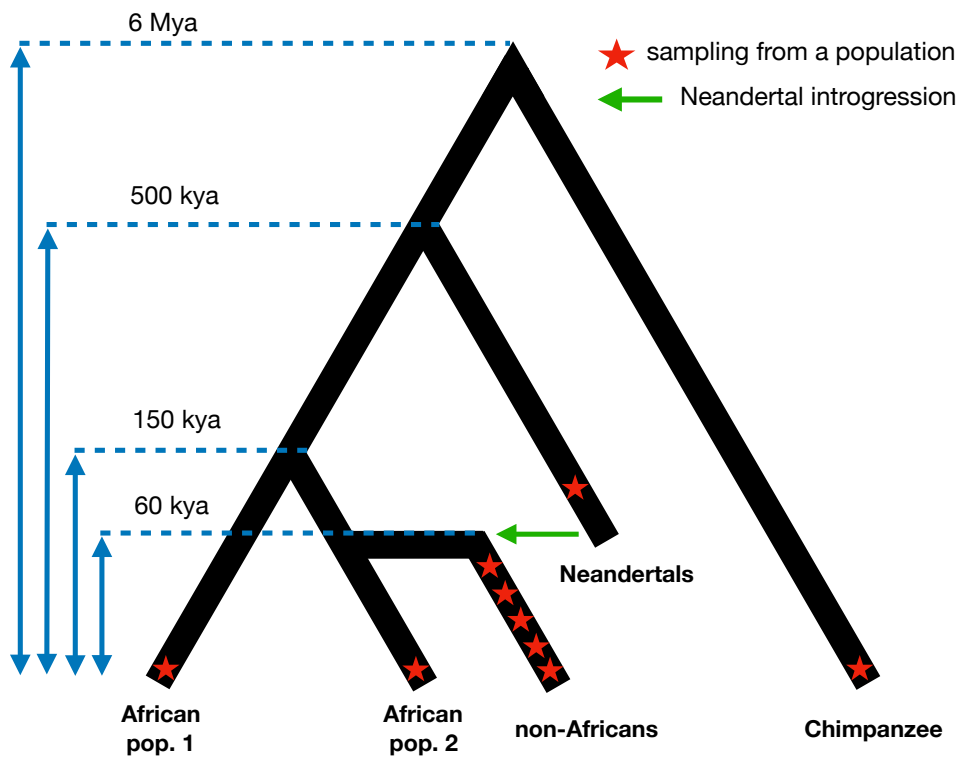 6 Mya
sampling from a population
Neandertal introgression
500 kya
150 kya
60 kya
Neandertals
African
pop. 1
African
pop. 2
non-Africans
Chimpanzee